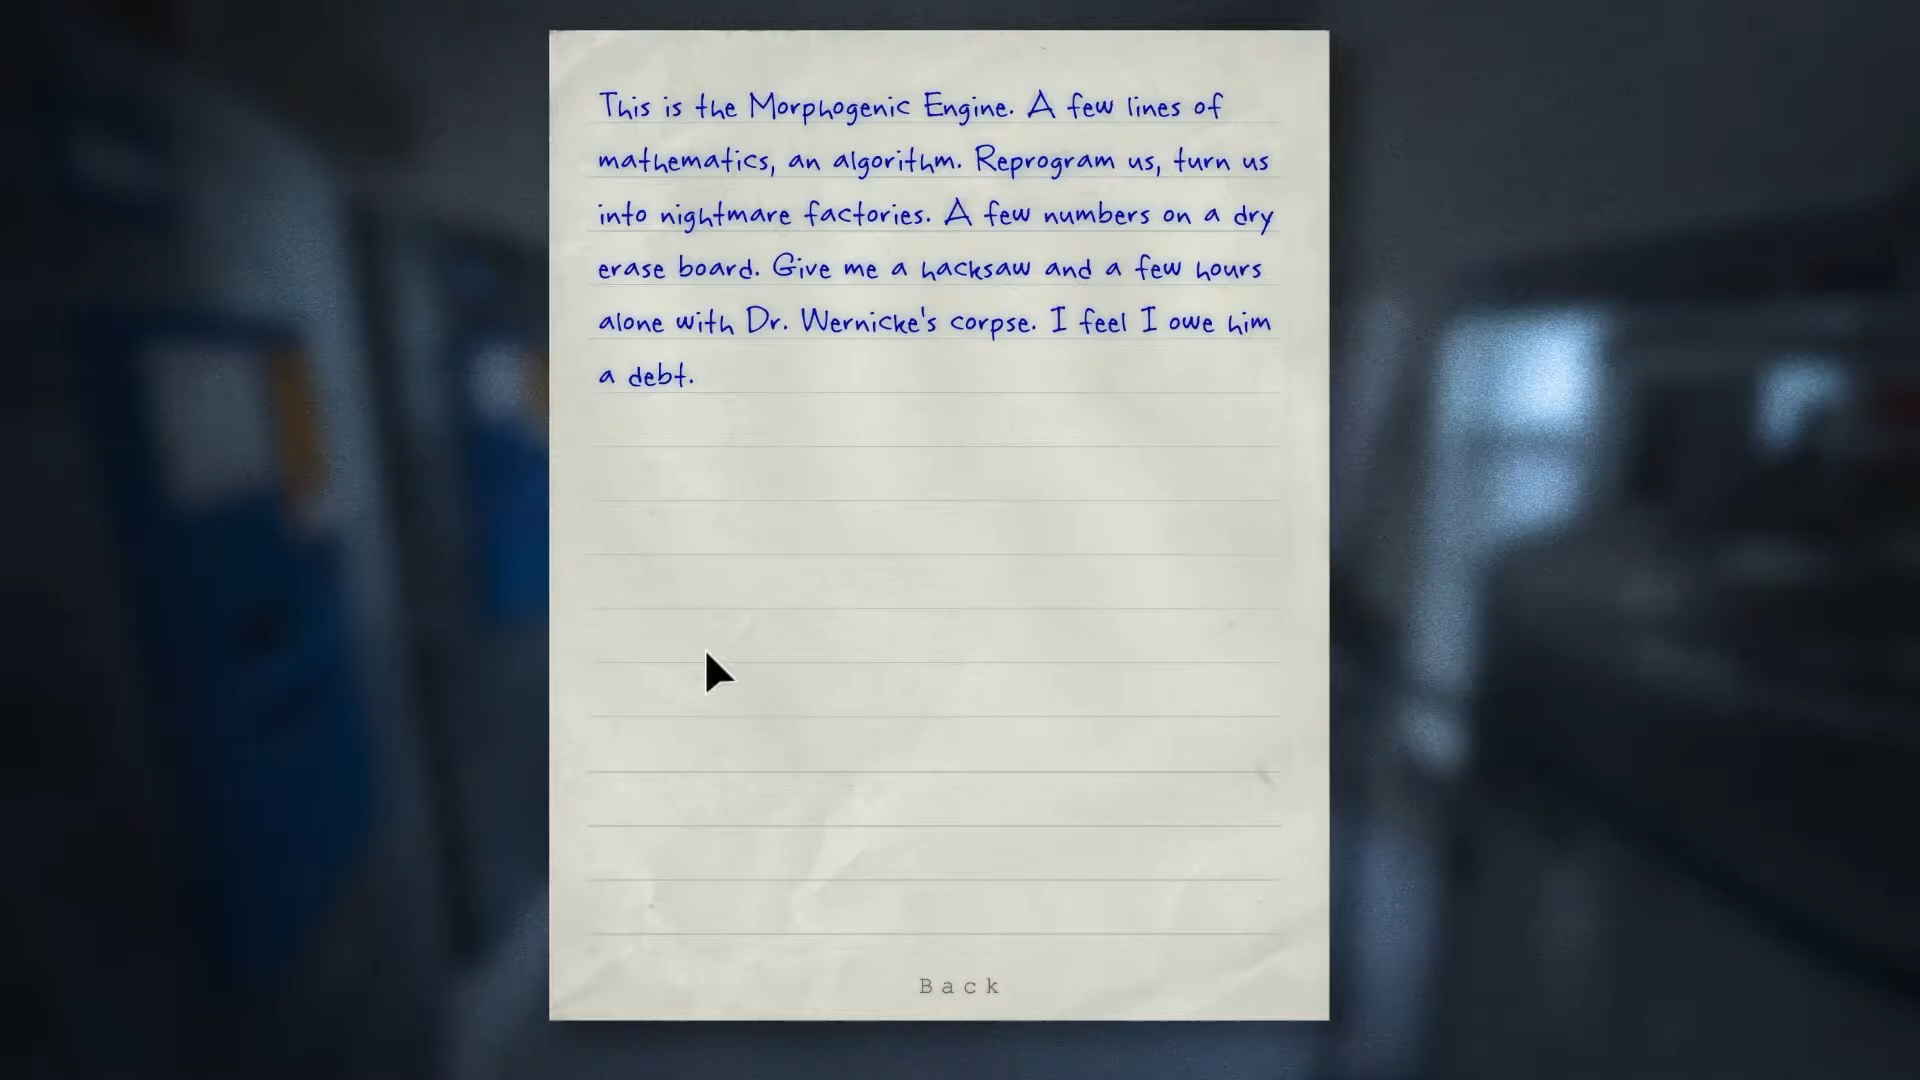 This is the Morphogenic Engine. A few lines of
mathematics, an algorithm. Reprogram us, turn us
into nightmare factories. A few numbers on a dry
erase board. Give me a hacksaw and a few hours
alone with Dr. Wernicke's corpse. I feel I owe him
a debt.
Back